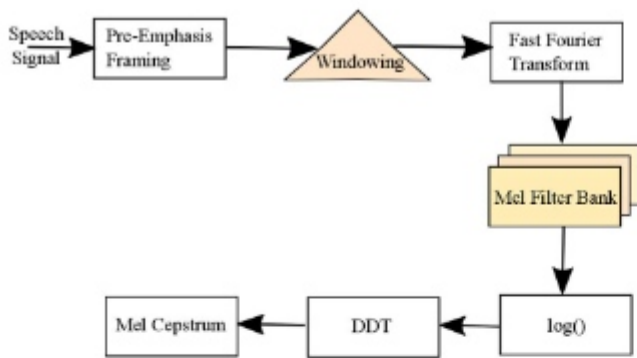 Speech
Signal
Pre-Emphasis
Framing
Windowing
Fast Fourier
Transform
Mel Filter Bank
log()
DDT
Mel Cepstrum